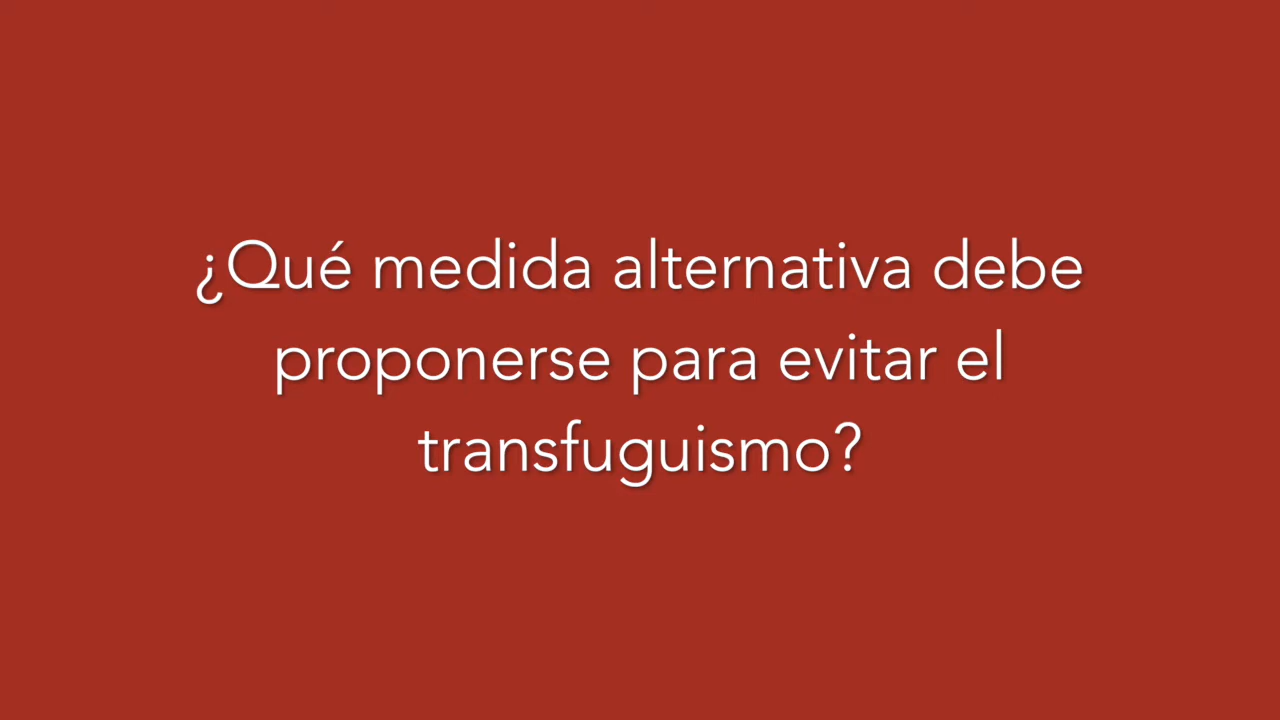 ¿Qué medida alternativa debe
proponerse para evitar el
transfuguismo?